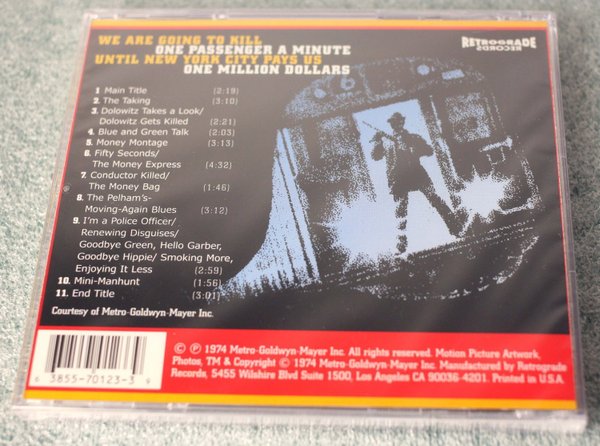 WE ARE GOING TO KILL
ONE PASSENGER A MINUTE
UNTIL NEW YORK CITY PAYS US
ONE MILLION DOLLARS
RETROGRADE
RECORDS
1 Main Title (2:19)
2. The Taking (3:10)
3. Dolowitz Takes a Look/
Dolowitz Gets Killed (2:21)
4. Blue and Green Talk (2:03)
5. Money Montage (3:13)
6. Fifty Seconds/
The Money Express (4:32)
7. Conductor Killed/
The Money Bag (1:46)
8. The Pelham's-
Moving-Again Blues (3:12)
9. I'm a Police Officer/
Renewing Disguises/
Goodbye Green, Hello Garber,
Goodbye Hippie/ Smoking More,
Enjoying It Less (2:59)
10. Mini-Manhunt (1:56)
11. End Title (3:01)
Courtesy of Metro-Goldwyn-Mayer Inc.
© ℗ 1974 Metro-Goldwyn-Mayer Inc. All rights reserved. Motion Picture Artwork,
Photos, TM & Copyright © 1974 Metro-Goldwyn-Mayer Inc. Manufactured by Retrograde
Records, 5455 Wilshire Blvd Suite 1500, Los Angeles CA 90036-4201. Printed in U.S.A.
6 3855-70123-3 9